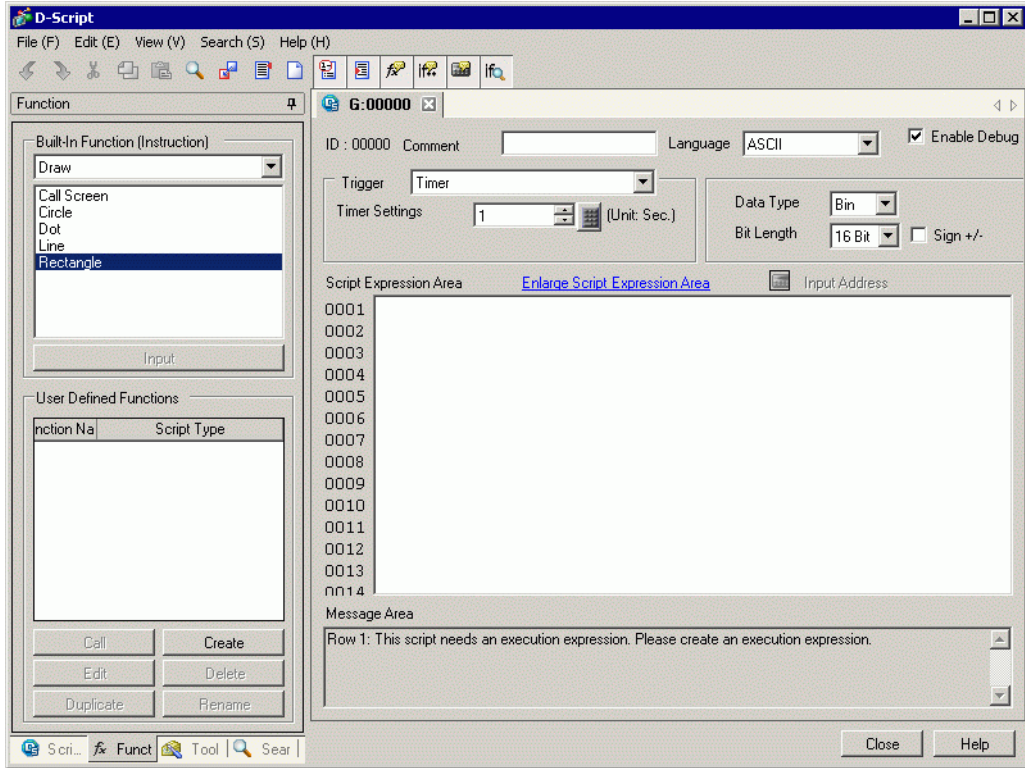 D-Script
File (F) Edit (E) View (V) Search (S) Help (H)
Function
Built-In Function (Instruction)
Draw
Call Screen
Circle
Dot
Line
Rectangle
Input
User Defined Functions
nction Na Script Type
Call Create
Edit Delete
Duplicate Rename
Scri... fx Funct Tool Sear
G:00000
ID : 00000 Comment Language ASCII Enable Debug
Trigger Timer
Timer Settings 1 (Unit: Sec.)
Data Type Bin
Bit Length 16 Bit Sign +/-
Script Expression Area Enlarge Script Expression Area Input Address
0001
0002
0003
0004
0005
0006
0007
0008
0009
0010
0011
0012
0013
0014
Message Area
Row 1: This script needs an execution expression. Please create an execution expression.
Close Help